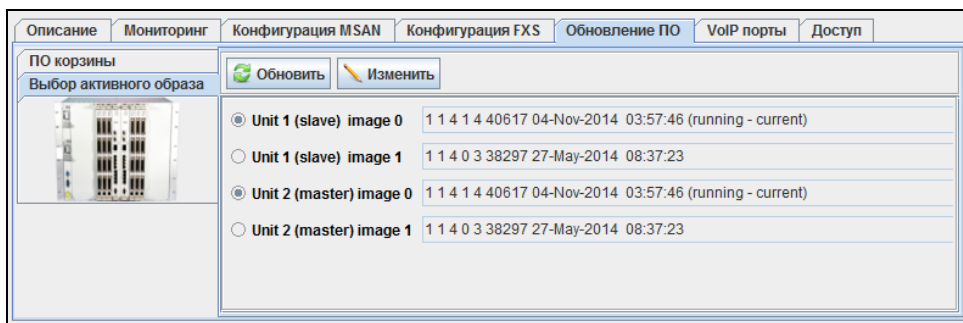 Описание Мониторинг Конфигурация MSAN Конфигурация FXS Обновление ПО VoIP порты Доступ
ПО корзины
Выбор активного образа
Обновить Изменить
Unit 1 (slave) image 0 1 1 4 1 4 40617 04-Nov-2014 03:57:46 (running - current)
Unit 1 (slave) image 1 1 1 4 0 3 38297 27-May-2014 08:37:23
Unit 2 (master) image 0 1 1 4 1 4 40617 04-Nov-2014 03:57:46 (running - current)
Unit 2 (master) image 1 1 1 4 0 3 38297 27-May-2014 08:37:23